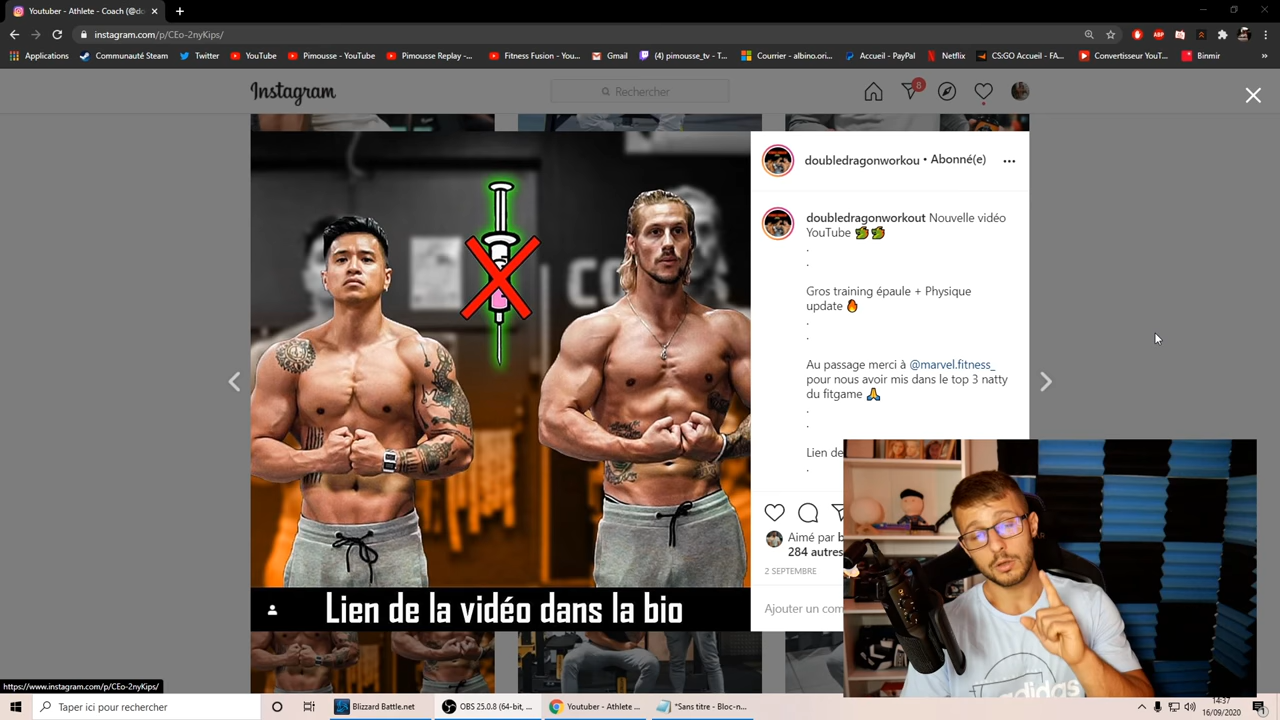 Youtuber - Athlete - Coach (@do
instagram.com/p/CEo-2nyKips/
Applications
Communauté Steam
Twitter
YouTube
Pimousse - YouTube
Pimousse Replay -...
Fitness Fusion - You...
Gmail
(4) pimousse_tv - T...
Courrier - albino.ori...
Accueil - PayPal
Netflix
CS:GO Accueil - FA...
Convertisseur YouT...
Binmir
Instagram
Rechercher
8
doubledragonworkou • Abonné(e)
doubledragonworkout Nouvelle vidéo
YouTube
.
.
Gros training épaule + Physique
update
.
.
Au passage merci à @marvel.fitness_
pour nous avoir mis dans le top 3 natty
du fitgame
.
.
Lien de
.
Aimé par b
284 autres
2 SEPTEMBRE
Ajouter un com
Lien de la vidéo dans la bio
adidas
https://www.instagram.com/p/CEo-2nyKips/
Taper ici pour rechercher
Blizzard Battle.net
OBS 25.0.8 (64-bit, ...
Youtuber - Athlete ...
*Sans titre - Bloc-n...
14:37
16/09/2020